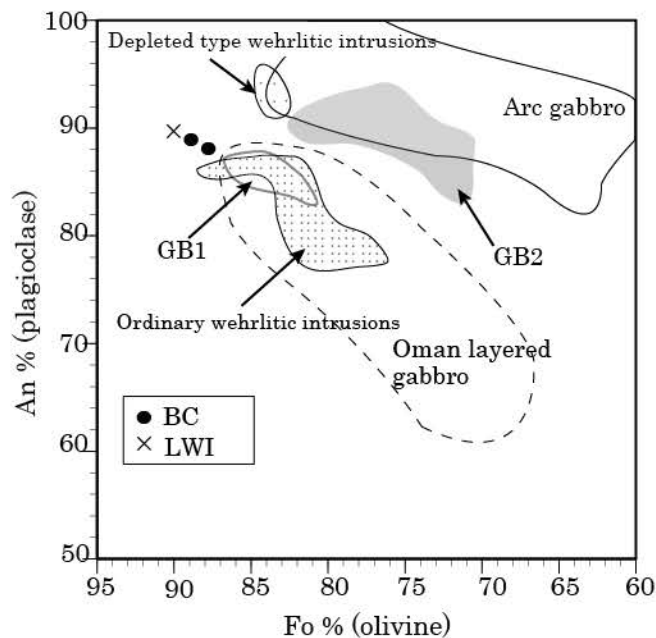 100
90
80
70
60
50
An % (plagioclase)
Depleted type wehrlitic intrusions
Arc gabbro
GB1
GB2
Ordinary wehrlitic intrusions
Oman layered
gabbro
BC
LWI
95 90 85 80 75 70 65 60
Fo % (olivine)